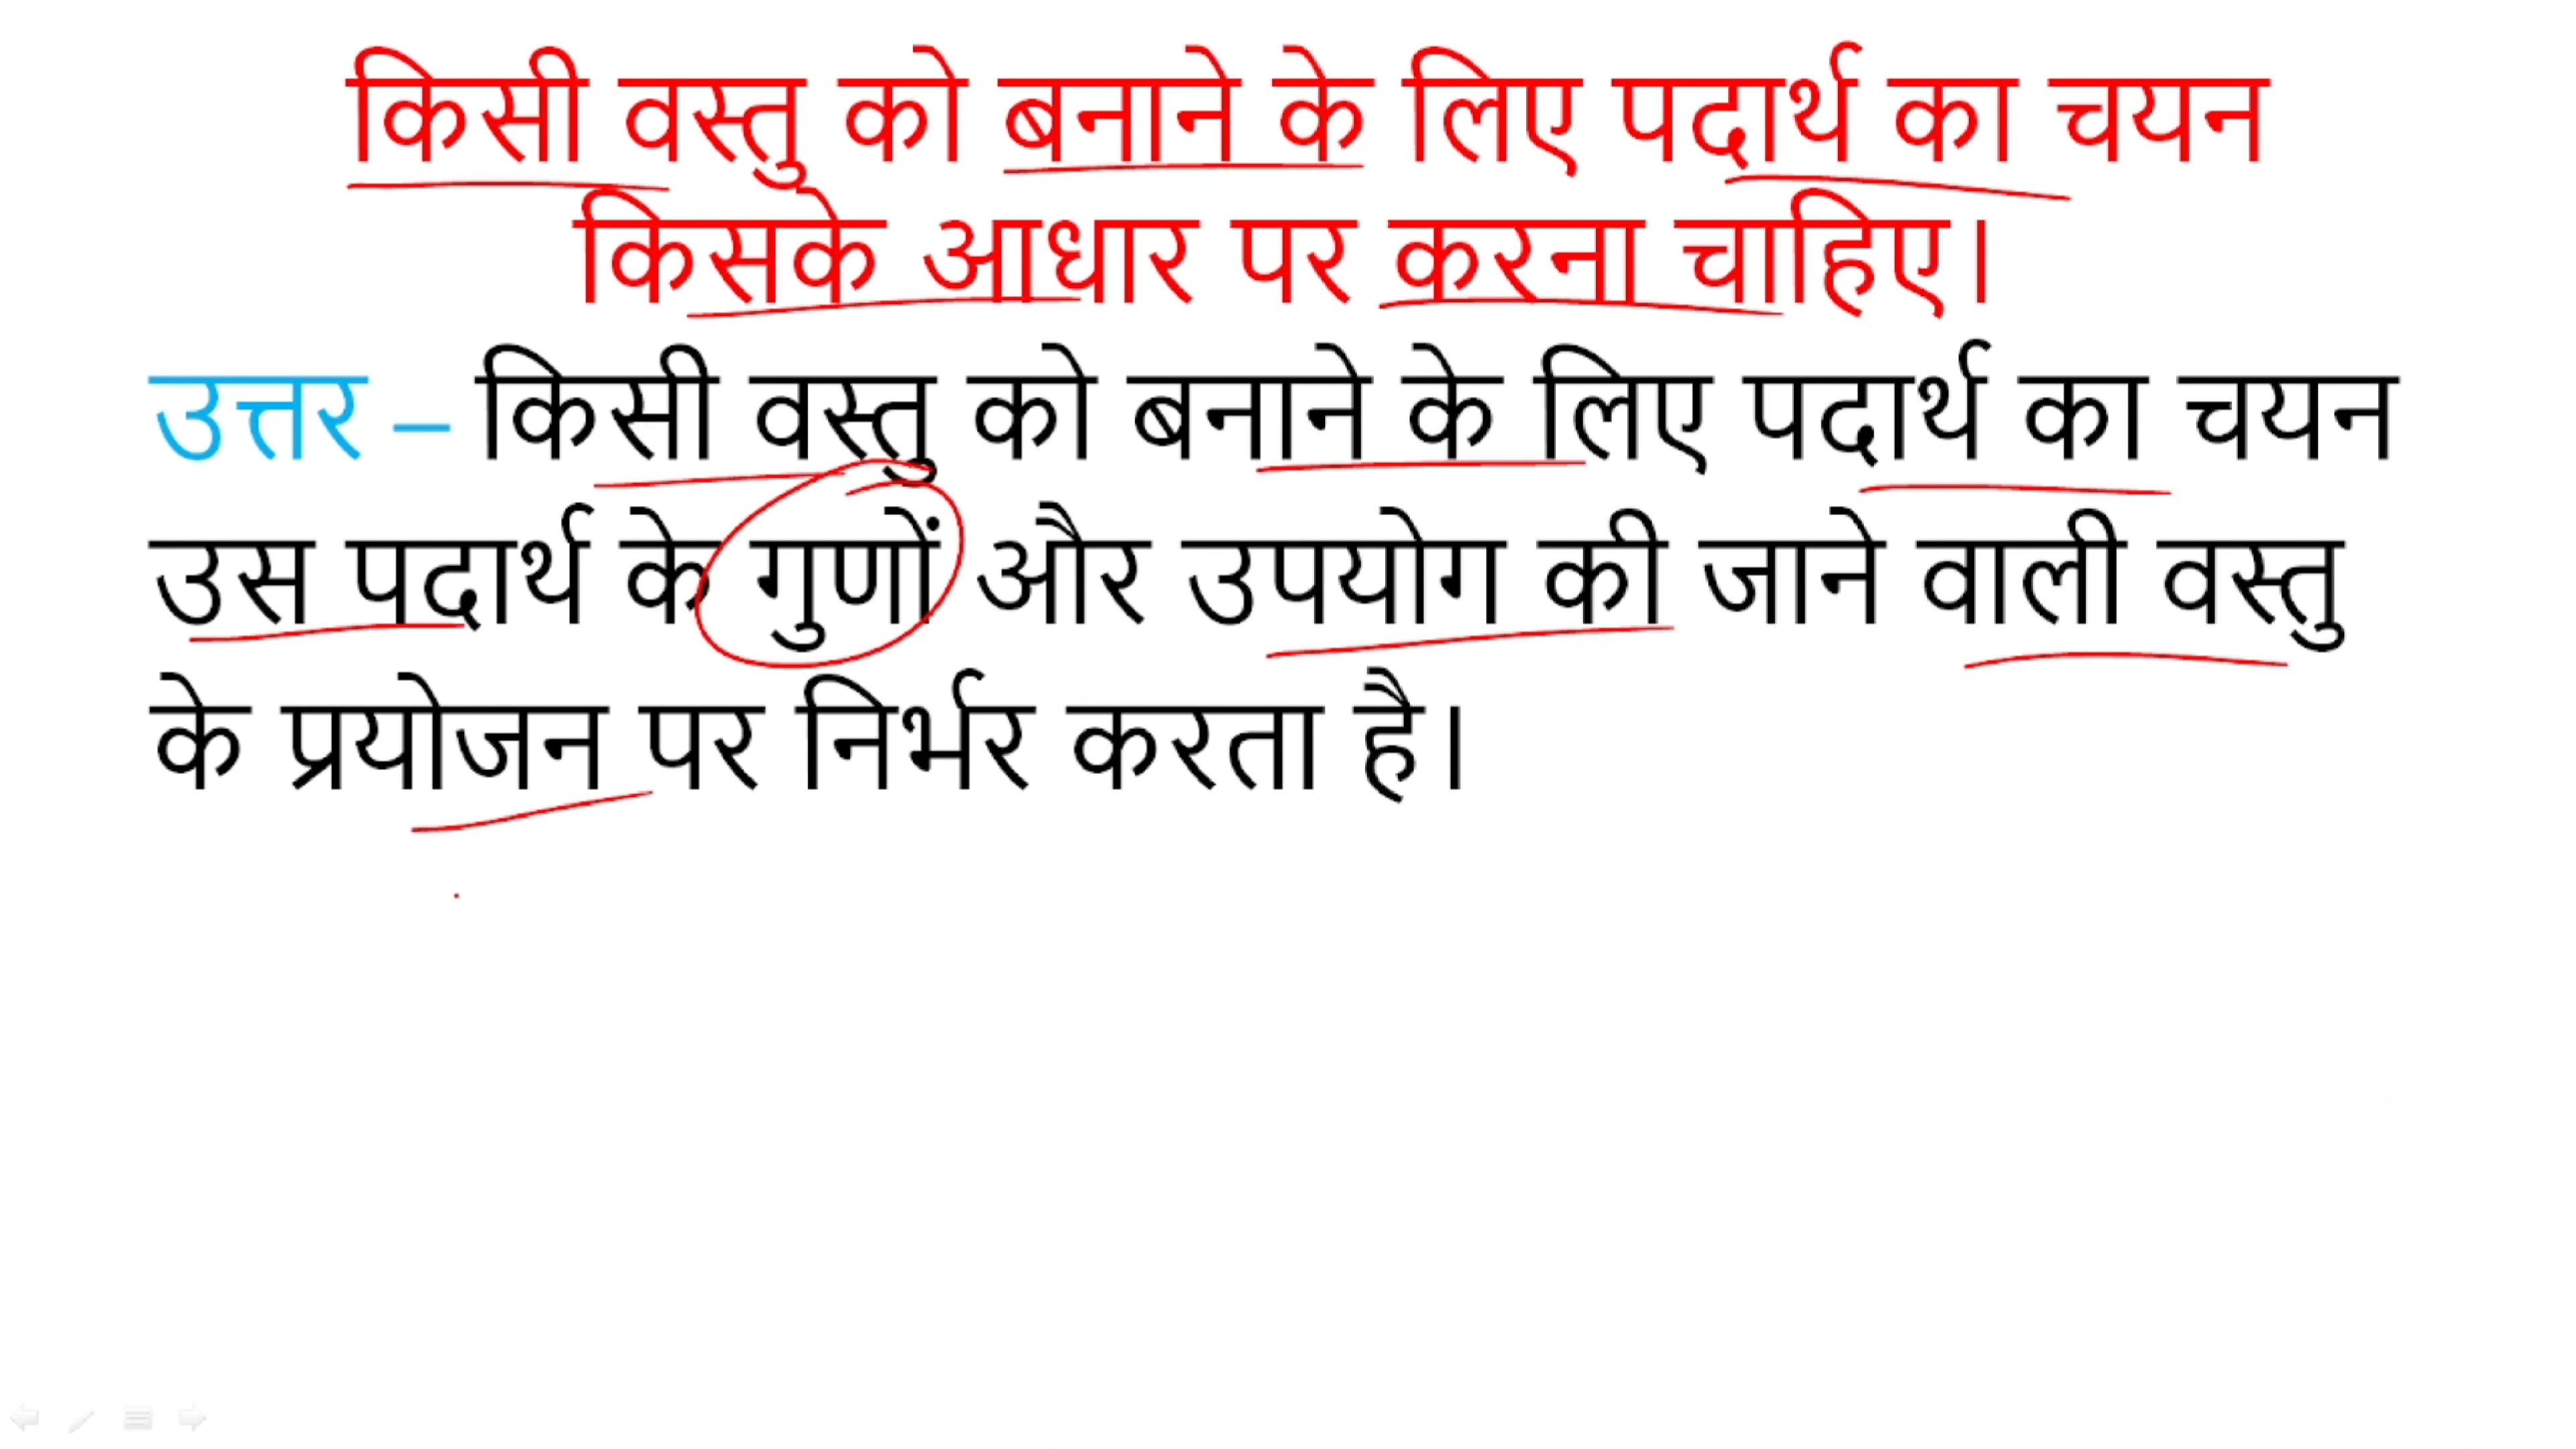 किसी वस्तु को बनाने के लिए पदार्थ का चयन
किसके आधार पर करना चाहिए।
उत्तर – किसी वस्तु को बनाने के लिए पदार्थ का चयन
उस पदार्थ के गुणों और उपयोग की जाने वाली वस्तु
के प्रयोजन पर निर्भर करता है।